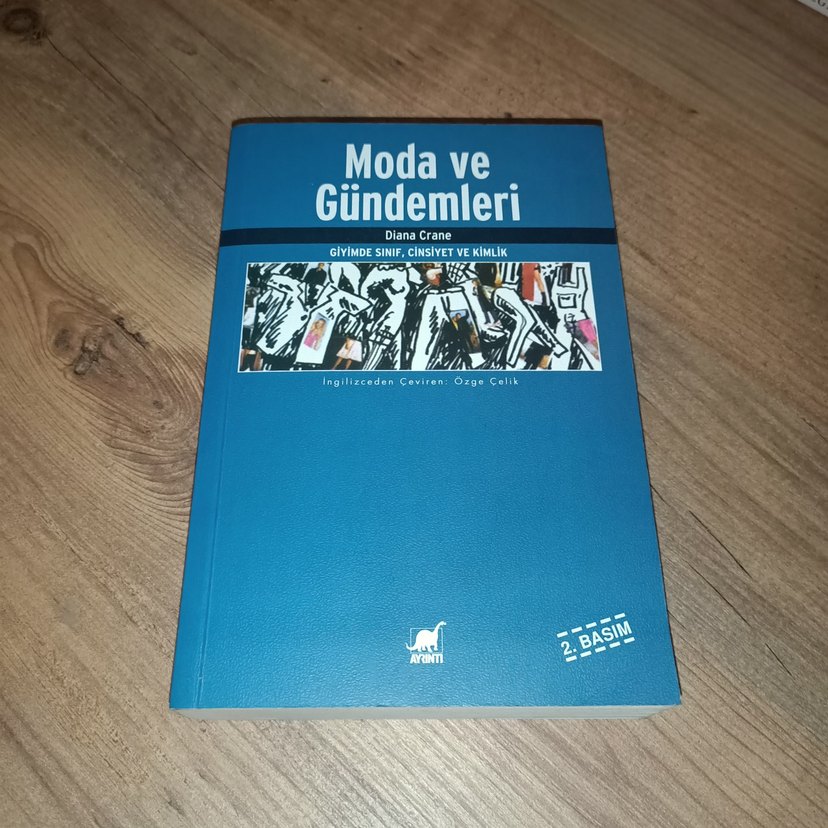 Moda ve
Gündemleri
Diana Crane
GİYİMDE SINIF, CİNSİYET VE KİMLİK
İngilizceden Çeviren: Özge Çelik
AYRINTI
2. BASIM